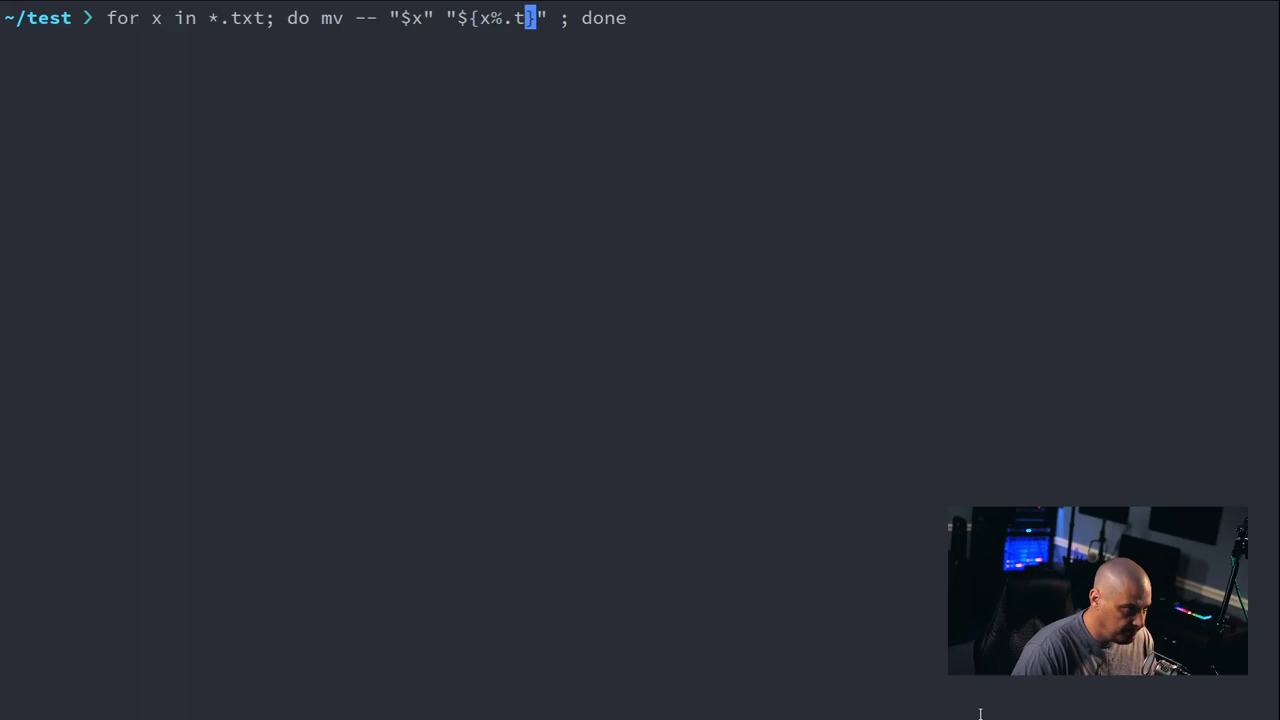 ~/test ❯ for x in *.txt; do mv -- "$x" "${x%.t}" ; done